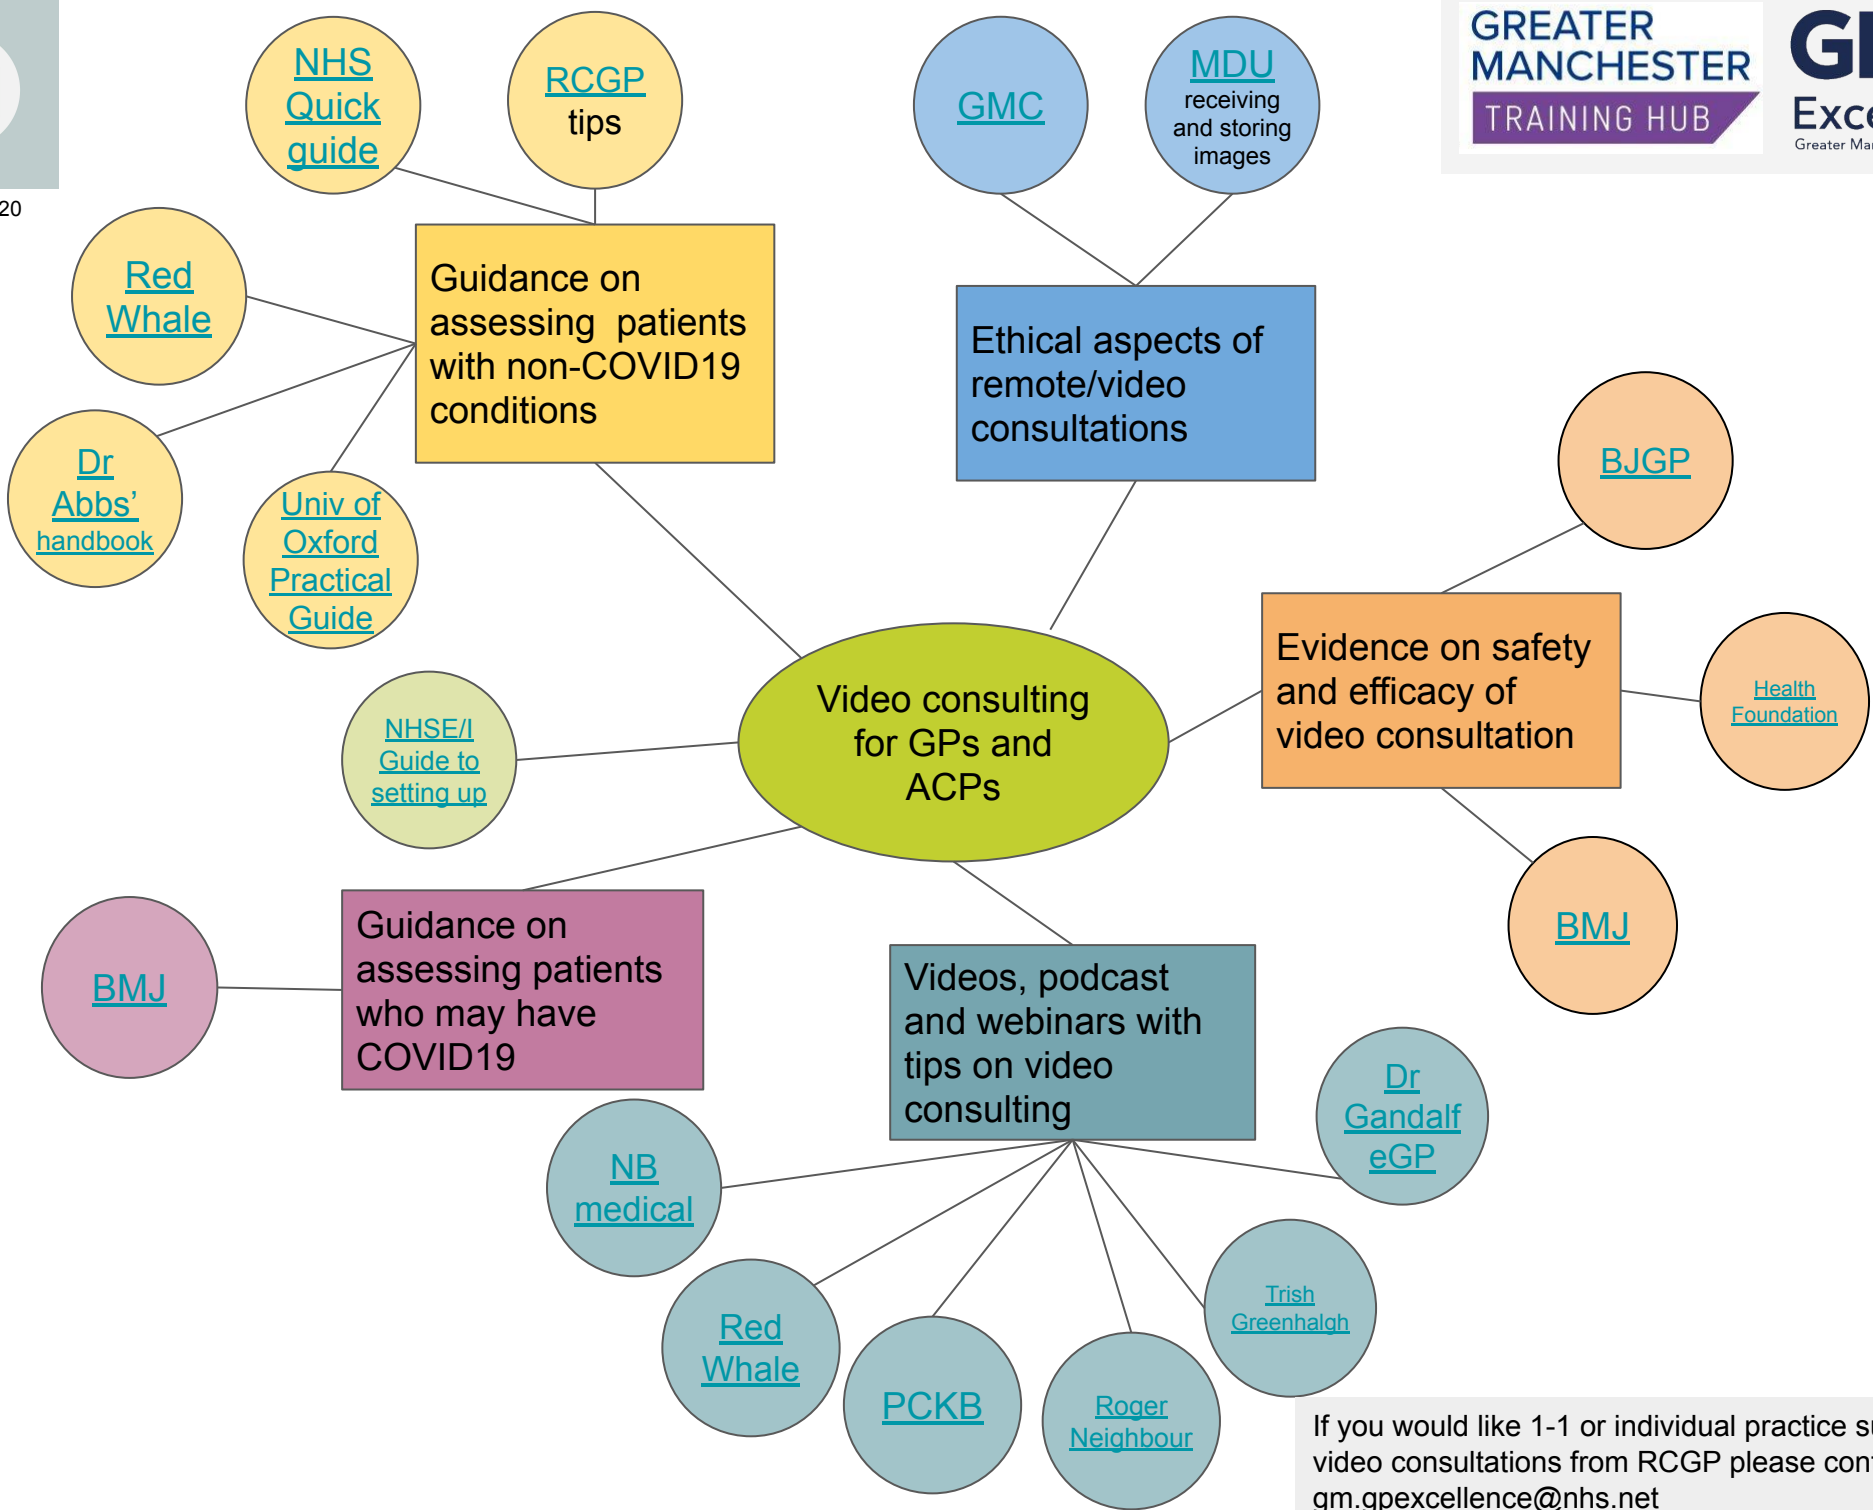 NHS
Quick
guide
RCGP
tips
GMC
MDU
receiving
and storing
images
GREATER
MANCHESTER
TRAINING HUB
Greater
20
Red
Whale
Guidance on
assessing  patients
with non-COVID19
conditions
Ethical aspects of
remote/video
consultations
Dr
Abbs’
handbook
Univ of
Oxford
Practical
Guide
BJGP
Evidence on safety
and efficacy of
video consultation
Health
Foundation
Video consulting
for GPs and
ACPs
NHSE/I
Guide to
setting up
BMJ
Guidance on
assessing patients
who may have
COVID19
BMJ
Videos, podcast
and webinars with
tips on video
consulting
Dr
Gandalf
eGP
NB
medical
Trish
Greenhalgh
Red
Whale
PCKB
Roger
Neighbour
If you would like 1-1 or individual practice
video consultations from RCGP please
gm.gpexcellence@nhs.net